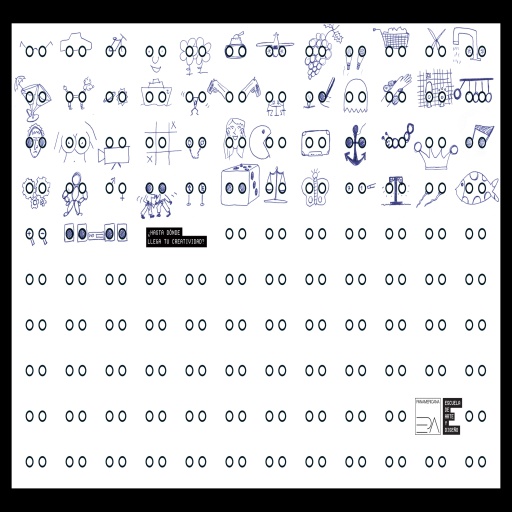 ¿HASTA DÓNDE
LLEGA TU CREATIVIDAD?
PANAMERICANA
ESCUELA
DE
ARTE
Y
DISEÑO